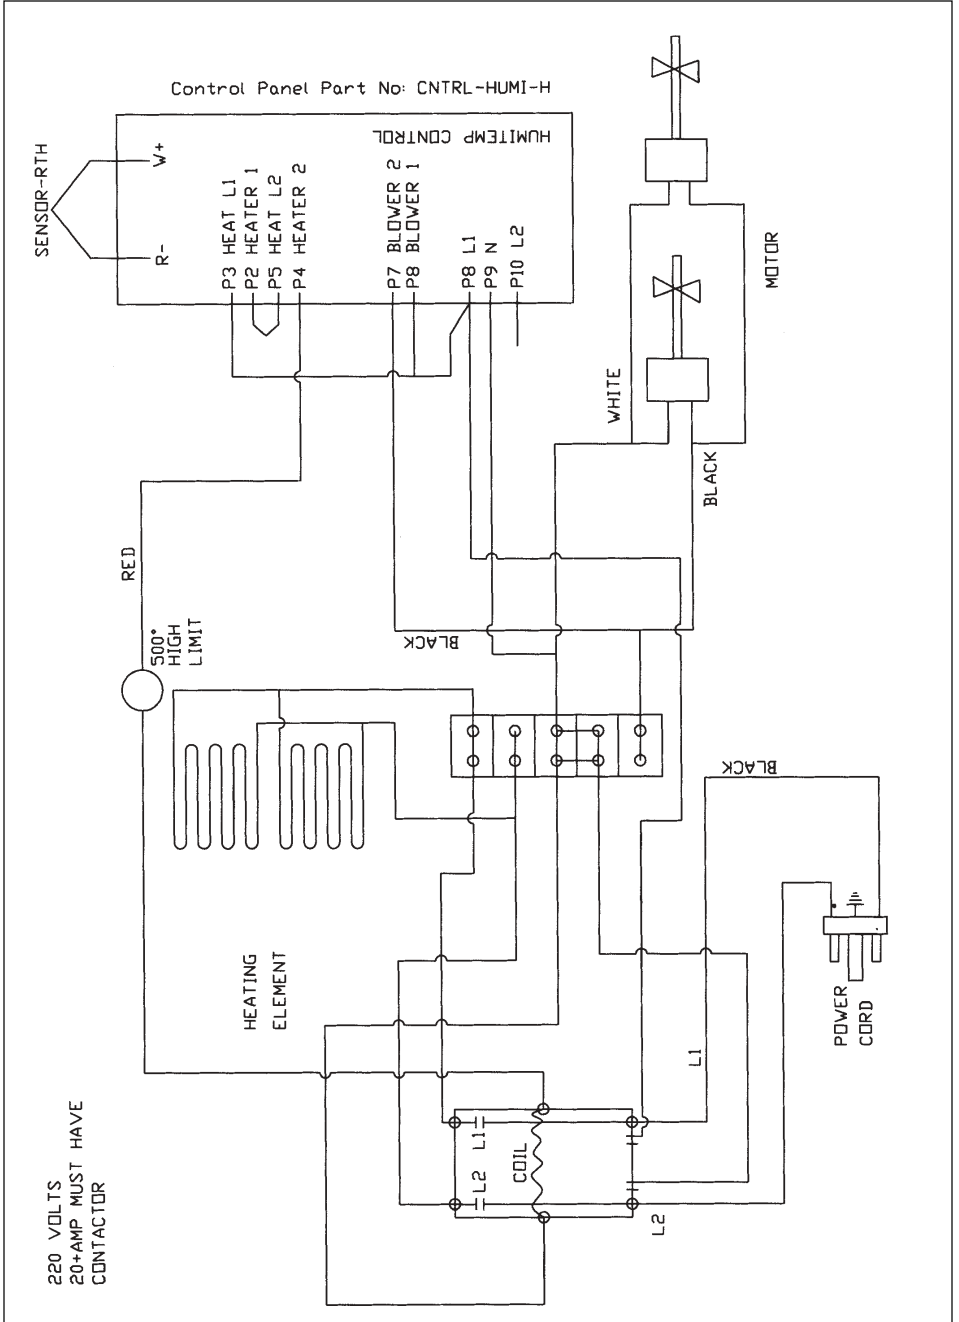 Control Panel Part No: CNTRL-HUMI-H
HUMITEMP CONTROL
SENSOR-RTH
W+
R-
P3 HEAT L1
P2 HEATER 1
P5 HEAT L2
P4 HEATER 2
P7 BLOWER 2
P8 BLOWER 1
P8 L1
P9 N
P10 L2
MOTOR
WHITE
BLACK
RED
500°
HIGH
LIMIT
BLACK
BLACK
HEATING
ELEMENT
POWER
CORD
L1
L1
L2
COIL
L2
220 VOLTS
20+AMP MUST HAVE
CONTACTOR